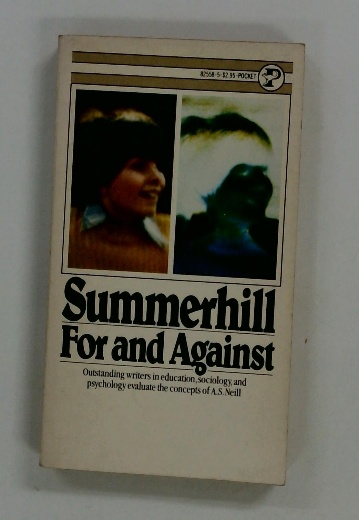 82558-5·$2.95·POCKET
P
Summerhill
For and Against
Outstanding writers in education, sociology, and
psychology evaluate the concepts of A.S. Neill